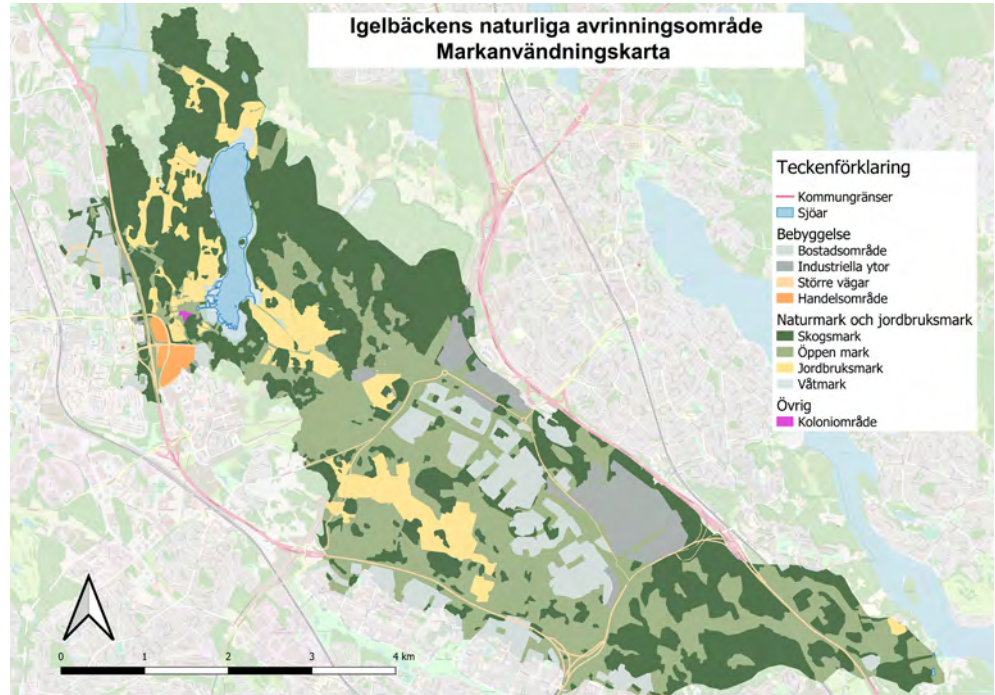 Igelbäckens naturliga avrinningsområde
Markanvändningskarta
Teckenförklaring
Kommungränser
Sjöar
Bebyggelse
Bostadsområde
Industriella ytor
Större vägar
Handelsområde
Naturmark och jordbruksmark
Skogsmark
Öppen mark
Jordbruksmark
Våtmark
Övrig
Koloniområde
0 1 2 3 4 km